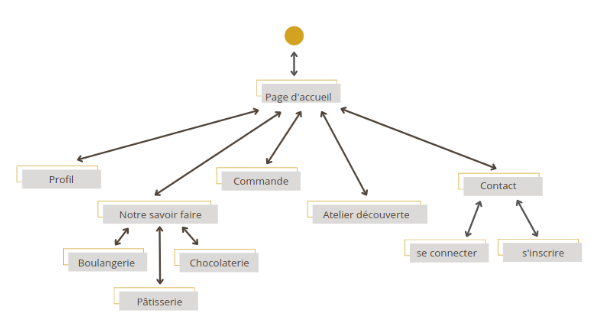 Page d'accueil
Profil
Commande
Contact
Notre savoir faire
Atelier découverte
se connecter
s'inscrire
Boulangerie
Chocolaterie
Pâtisserie